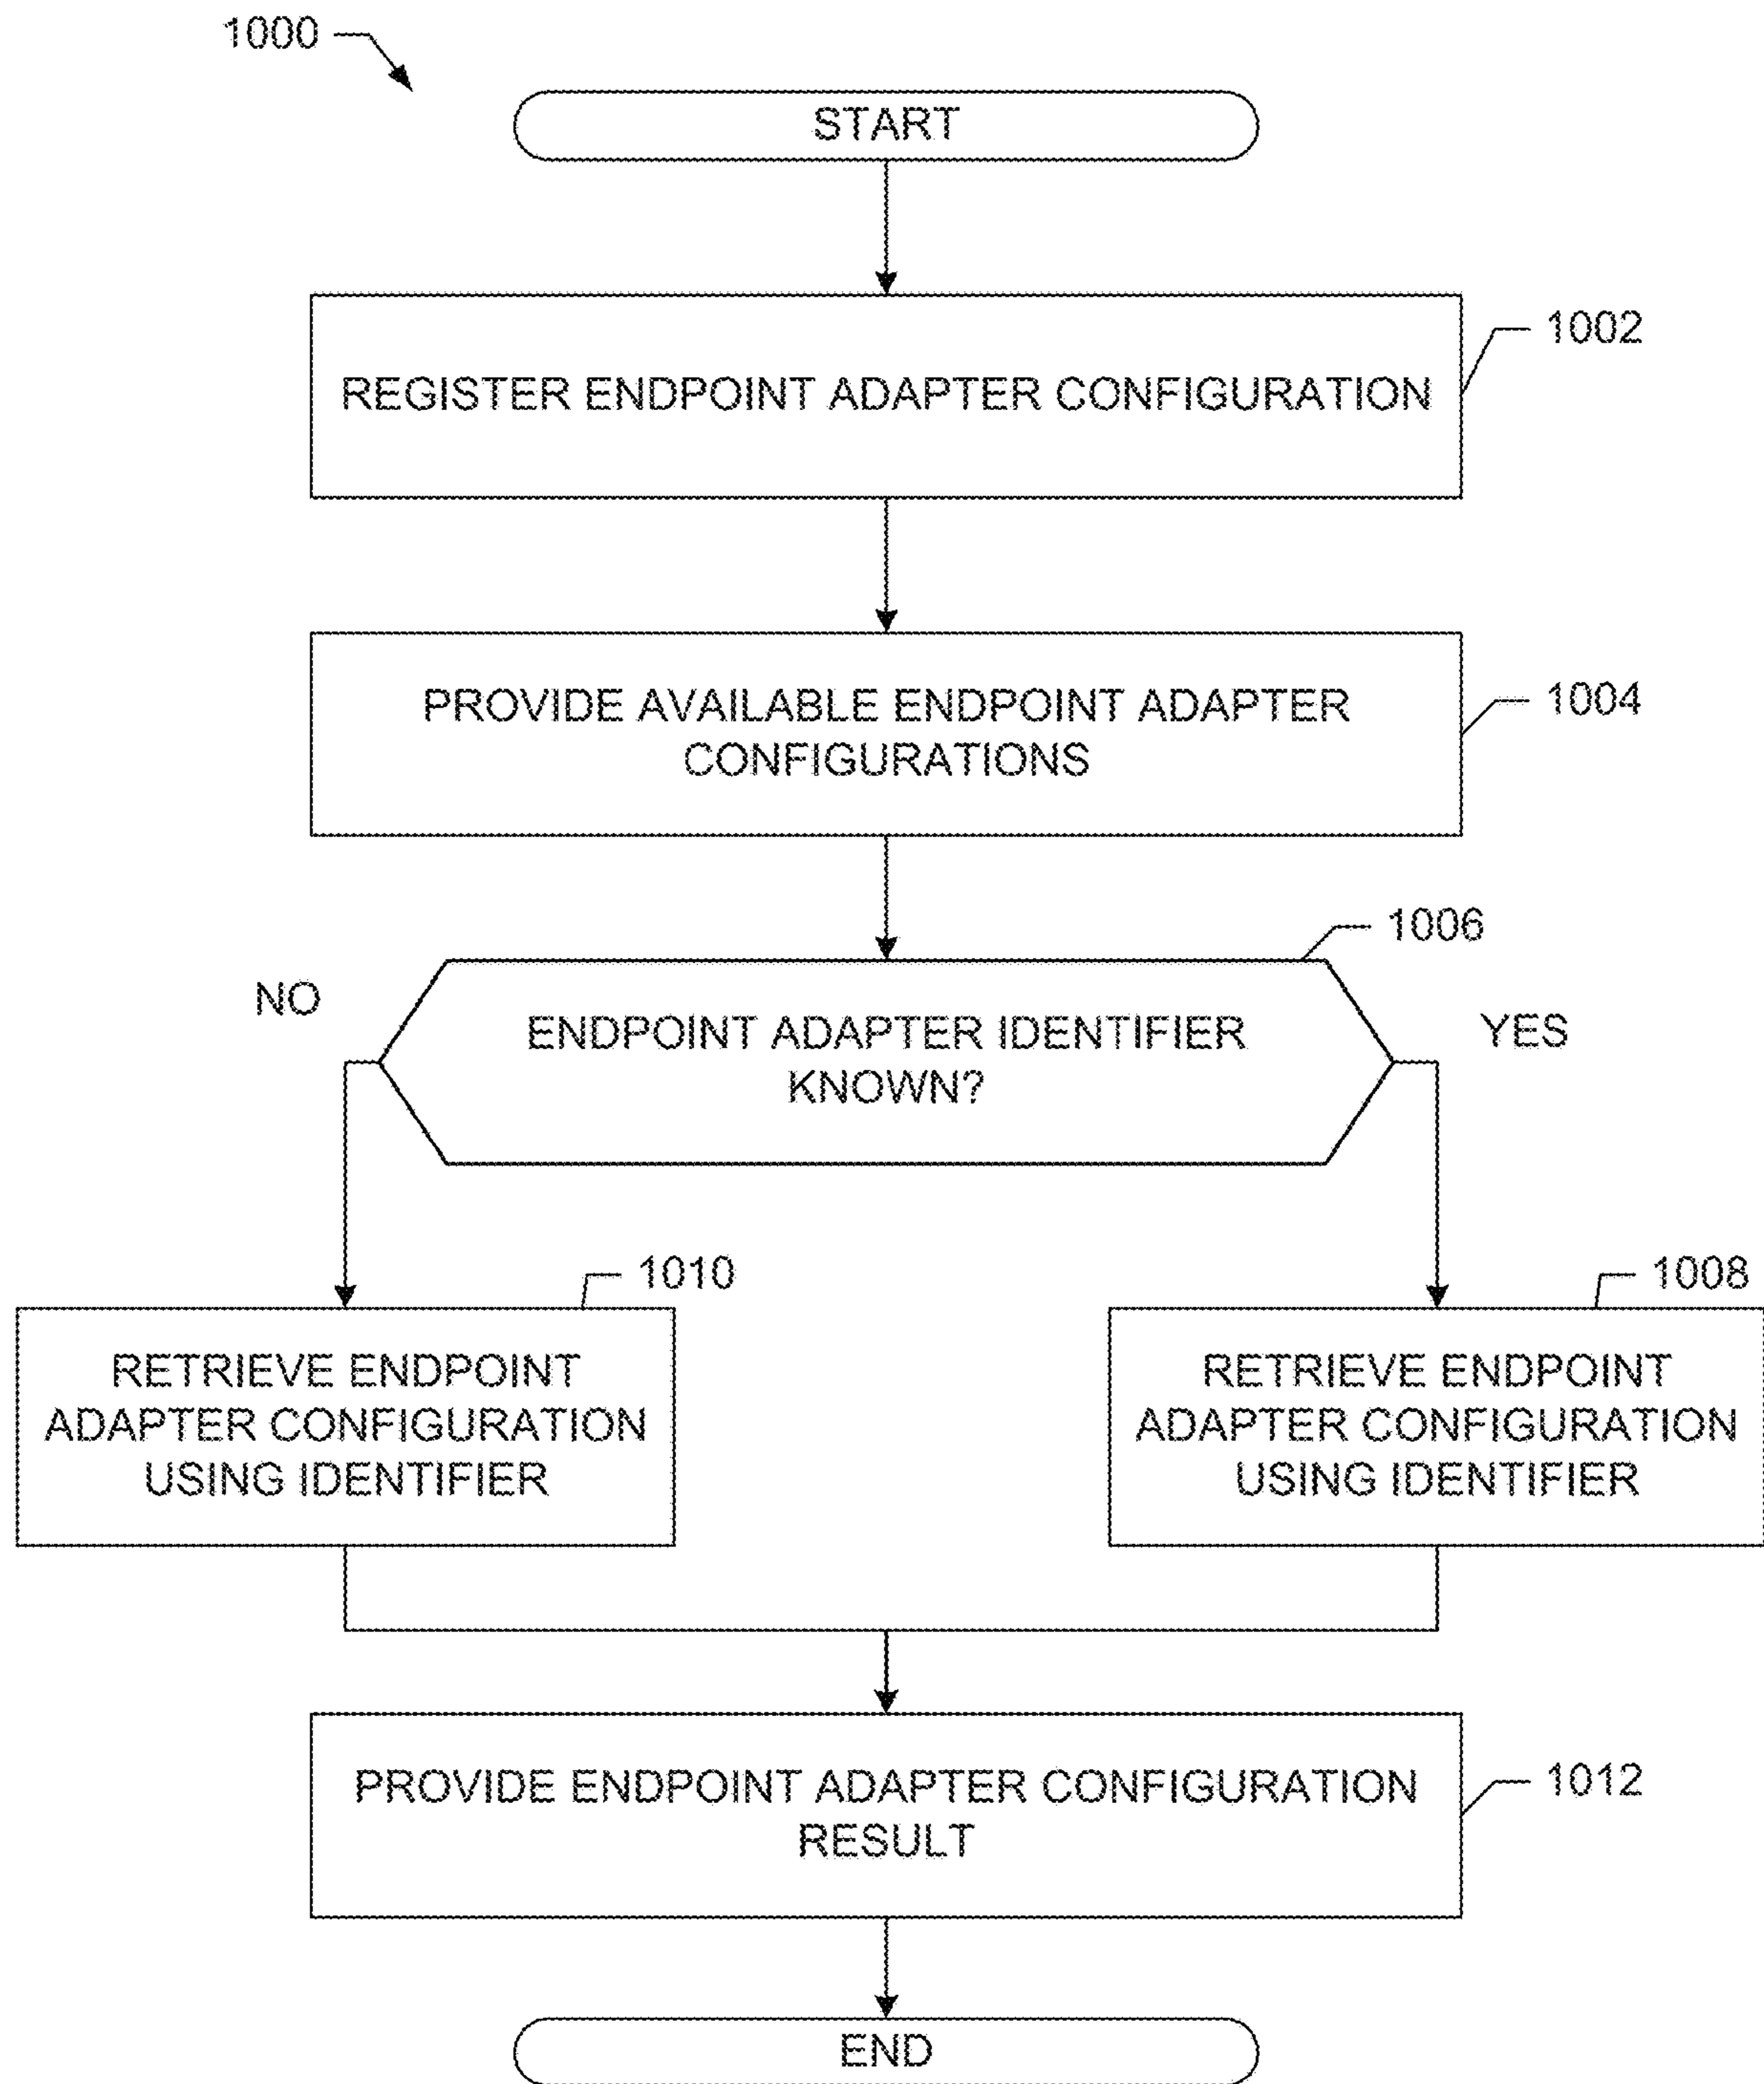 1000
START
REGISTER ENDPOINT ADAPTER CONFIGURATION
1002
PROVIDE AVAILABLE ENDPOINT ADAPTER
CONFIGURATIONS
1004
1006
NO
ENDPOINT ADAPTER IDENTIFIER
KNOWN?
YES
1010
RETRIEVE ENDPOINT
ADAPTER CONFIGURATION
USING IDENTIFIER
1008
RETRIEVE ENDPOINT
ADAPTER CONFIGURATION
USING IDENTIFIER
PROVIDE ENDPOINT ADAPTER CONFIGURATION
RESULT
1012
END